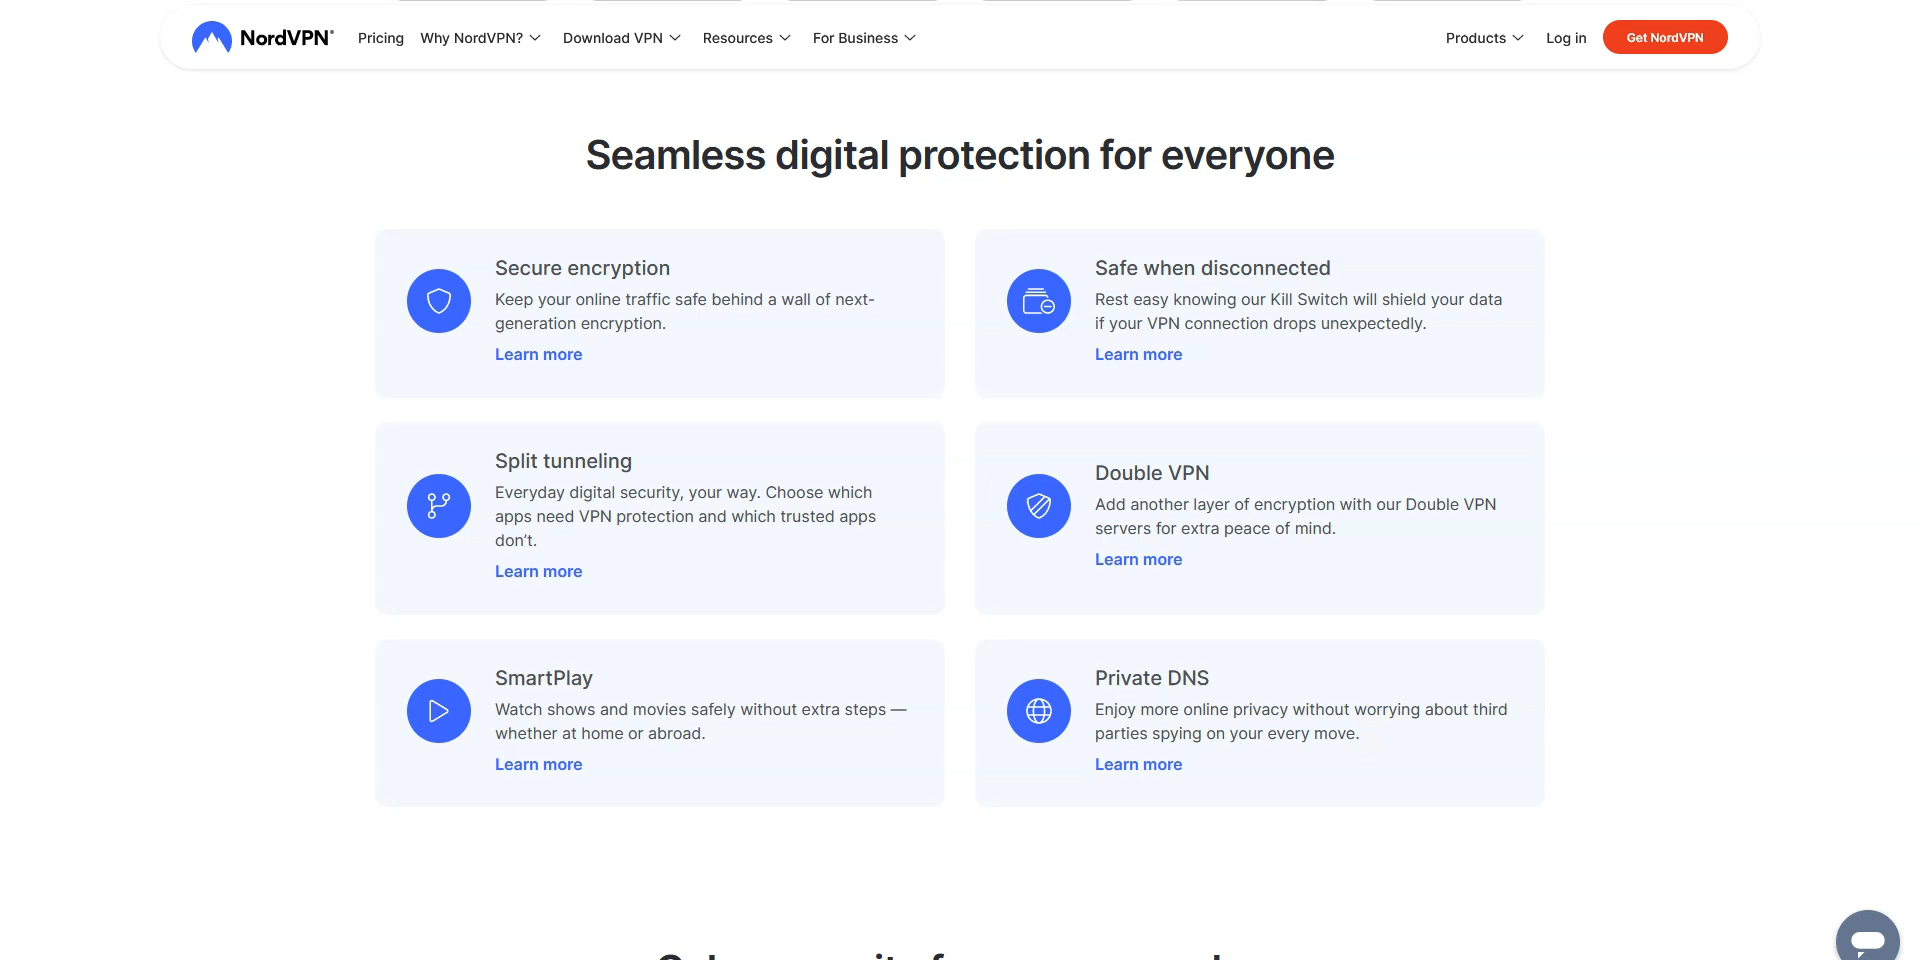 NordVPN®
Pricing
Why NordVPN?
Download VPN
Resources
For Business
Products
Log in
Get NordVPN
Seamless digital protection for everyone
Secure encryption
Keep your online traffic safe behind a wall of next-
generation encryption.
Learn more
Safe when disconnected
Rest easy knowing our Kill Switch will shield your data
if your VPN connection drops unexpectedly.
Learn more
Split tunneling
Everyday digital security, your way. Choose which
apps need VPN protection and which trusted apps
don’t.
Learn more
Double VPN
Add another layer of encryption with our Double VPN
servers for extra peace of mind.
Learn more
SmartPlay
Watch shows and movies safely without extra steps —
whether at home or abroad.
Learn more
Private DNS
Enjoy more online privacy without worrying about third
parties spying on your every move.
Learn more